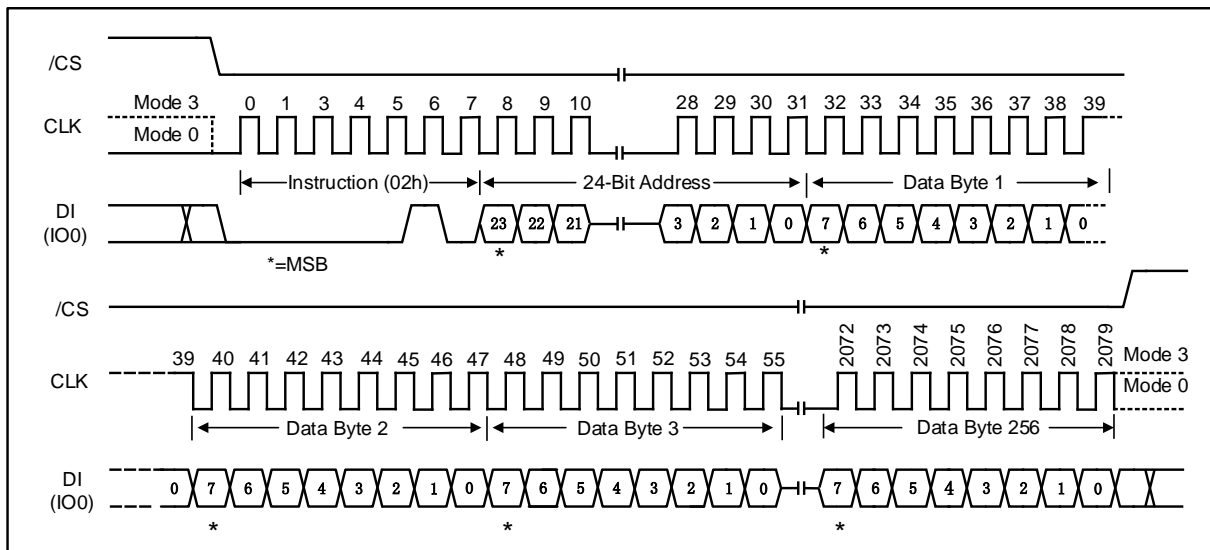 /CS
Mode 3
0 1 3 4 5 6 7 8 9 10 28 29 30 31 32 33 34 35 36 37 38 39
CLK
Mode 0
Instruction (02h) 24-Bit Address Data Byte 1
DI
(IO0)
23 22 21 3 2 1 0 7 6 5 4 3 2 1 0
* *
*=MSB
/CS
39 40 41 42 43 44 45 46 47 48 49 50 51 52 53 54 55 2072 2073 2074 2075 2076 2077 2078 2079
Mode 3
CLK
Mode 0
Data Byte 2 Data Byte 3 Data Byte 256
DI
(IO0)
0 7 6 5 4 3 2 1 0 7 6 5 4 3 2 1 0 7 6 5 4 3 2 1 0
* * *